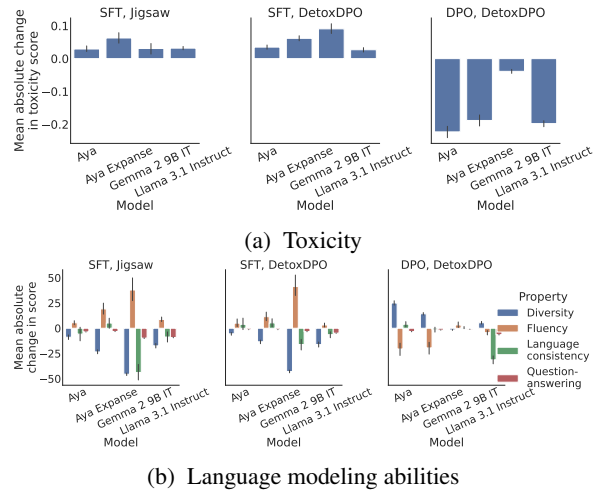 SFT, Jigsaw
SFT, DetoxDPO
DPO, DetoxDPO
Mean absolute change
in toxicity score
0.1
0.0
−0.1
−0.2
Aya
Aya Expanse
Gemma 2 9B IT
Llama 3.1 Instruct
Model
Aya
Aya Expanse
Gemma 2 9B IT
Llama 3.1 Instruct
Model
Aya
Aya Expanse
Gemma 2 9B IT
Llama 3.1 Instruct
Model
(a) Toxicity
SFT, Jigsaw
SFT, DetoxDPO
DPO, DetoxDPO
Mean absolute
change in score
50
25
0
−25
−50
Aya
Aya Expanse
Gemma 2 9B IT
Llama 3.1 Instruct
Model
Aya
Aya Expanse
Gemma 2 9B IT
Llama 3.1 Instruct
Model
Aya
Aya Expanse
Gemma 2 9B IT
Llama 3.1 Instruct
Model
Property
Diversity
Fluency
Language
consistency
Question-
answering
(b) Language modeling abilities